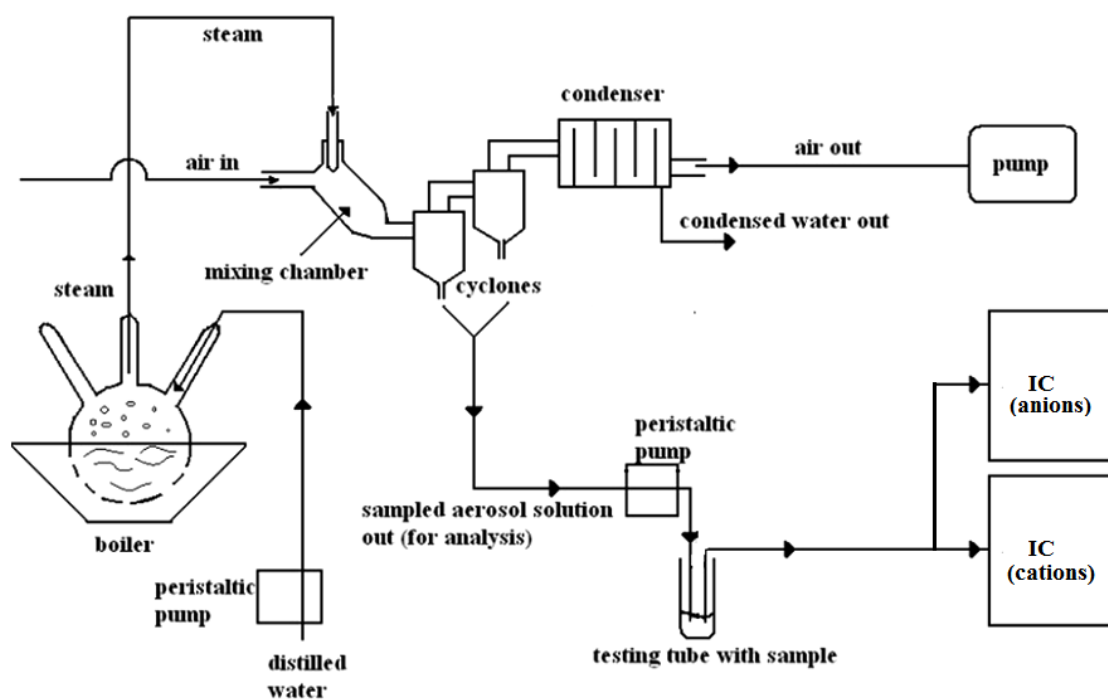 steam
condenser
air in
air out
pump
mixing chamber
condensed water out
cyclones
steam
IC
(anions)
peristaltic
pump
sampled aerosol solution
out (for analysis)
boiler
IC
(cations)
peristaltic
pump
testing tube with sample
distilled
water